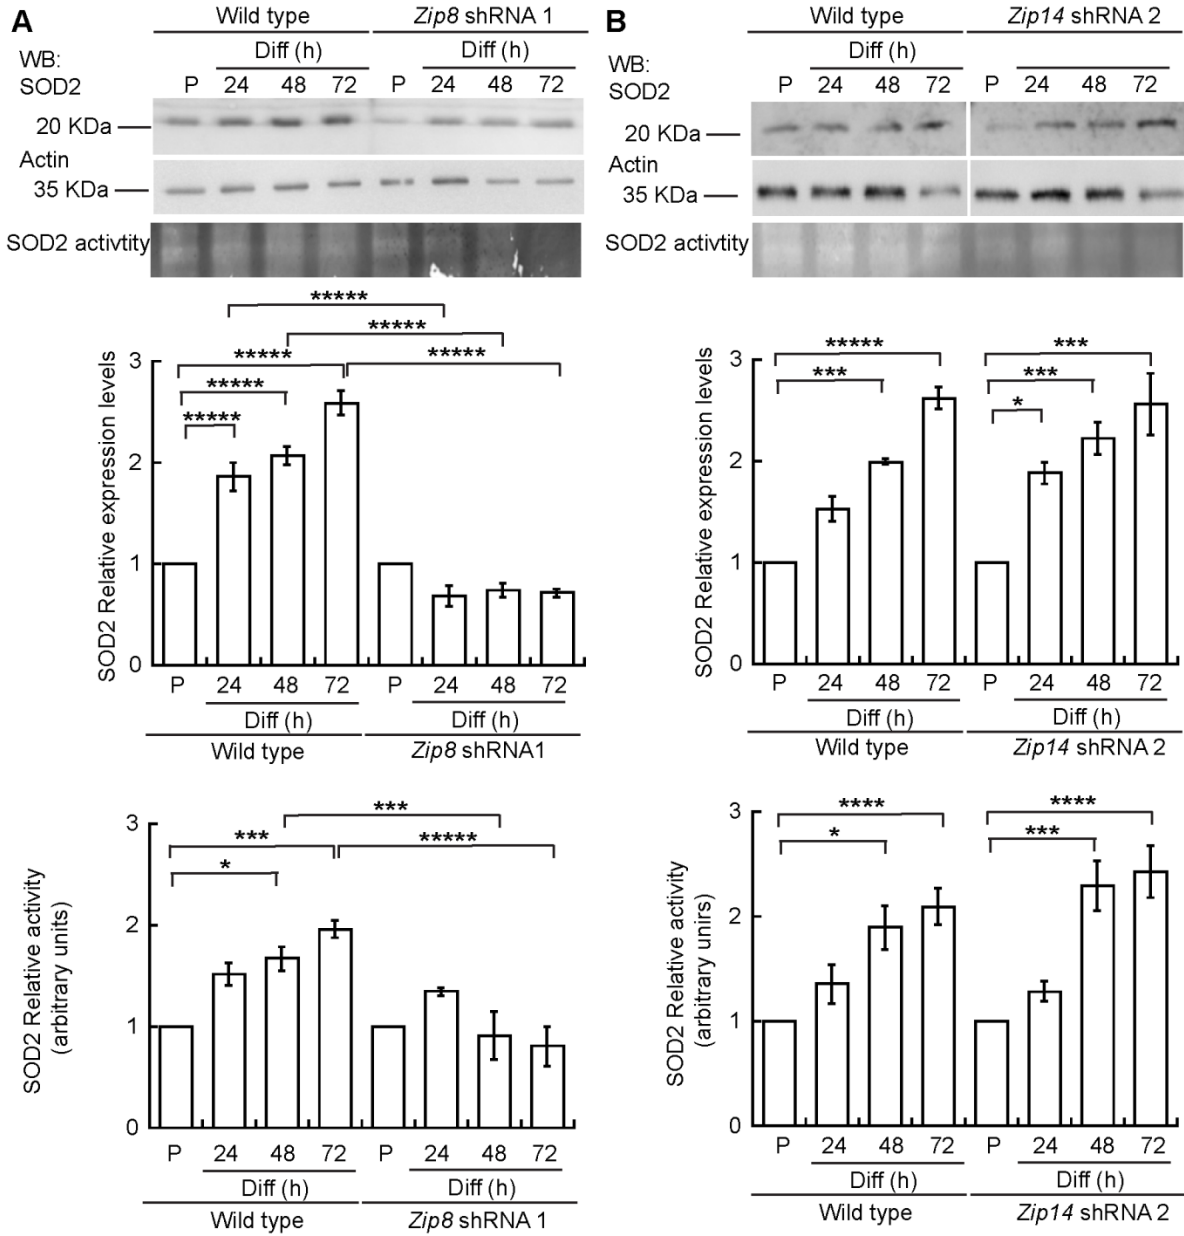 A
Wild type
Zip8 shRNA 1
Diff (h)
Diff (h)
WB:
SOD2
P 24 48 72 P 24 48 72
20 KDa
Actin
35 KDa
SOD2 activtity
*****
*****
***** *****
*****
*****
SOD2 Relative expression levels
3
2
1
0
P 24 48 72 P 24 48 72
Diff (h) Diff (h)
Wild type Zip8 shRNA1
***
*** *****
*
SOD2 Relative activity
(arbitrary units)
3
2
1
0
P 24 48 72 P 24 48 72
Diff (h) Diff (h)
Wild type Zip8 shRNA 1
B
Wild type
Zip14 shRNA 2
Diff (h)
WB:
SOD2
P 24 48 72 P 24 48 72
20 KDa
Actin
35 KDa
SOD2 activtity
***** ***
*** ***
*
SOD2 Relative expression levels
3
2
1
0
P 24 48 72 P 24 48 72
Diff (h) Diff (h)
Wild type Zip14 shRNA 2
**** ****
* ***
SOD2 Relative activity
(arbitrary unirs)
3
2
1
0
P 24 48 72 P 24 48 72
Diff (h) Diff (h)
Wild type Zip14 shRNA 2